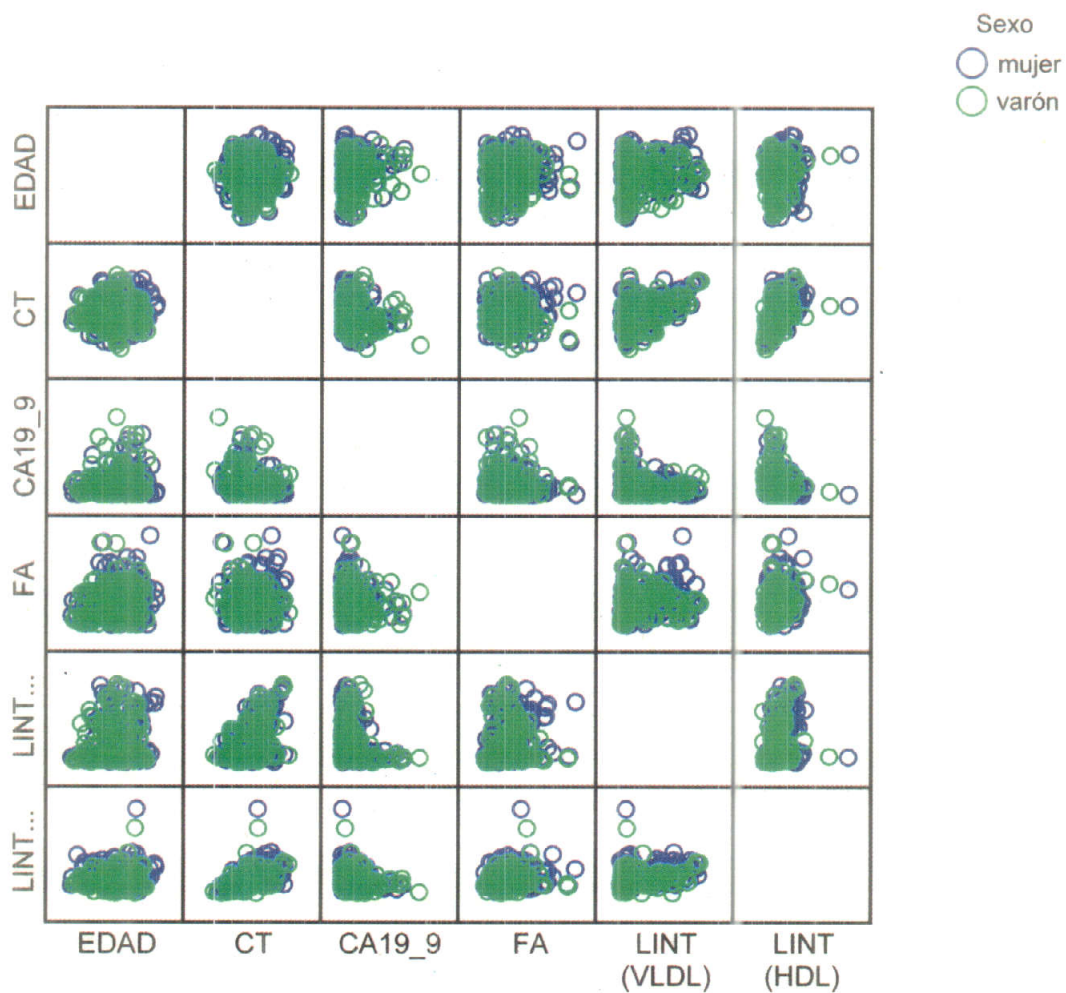 Sexo
mujer
varón
EDAD
CT
CA19_9
FA
LINT...
LINT...
EDAD
CT
CA19_9
FA
LINT
(VLDL)
LINT
(HDL)